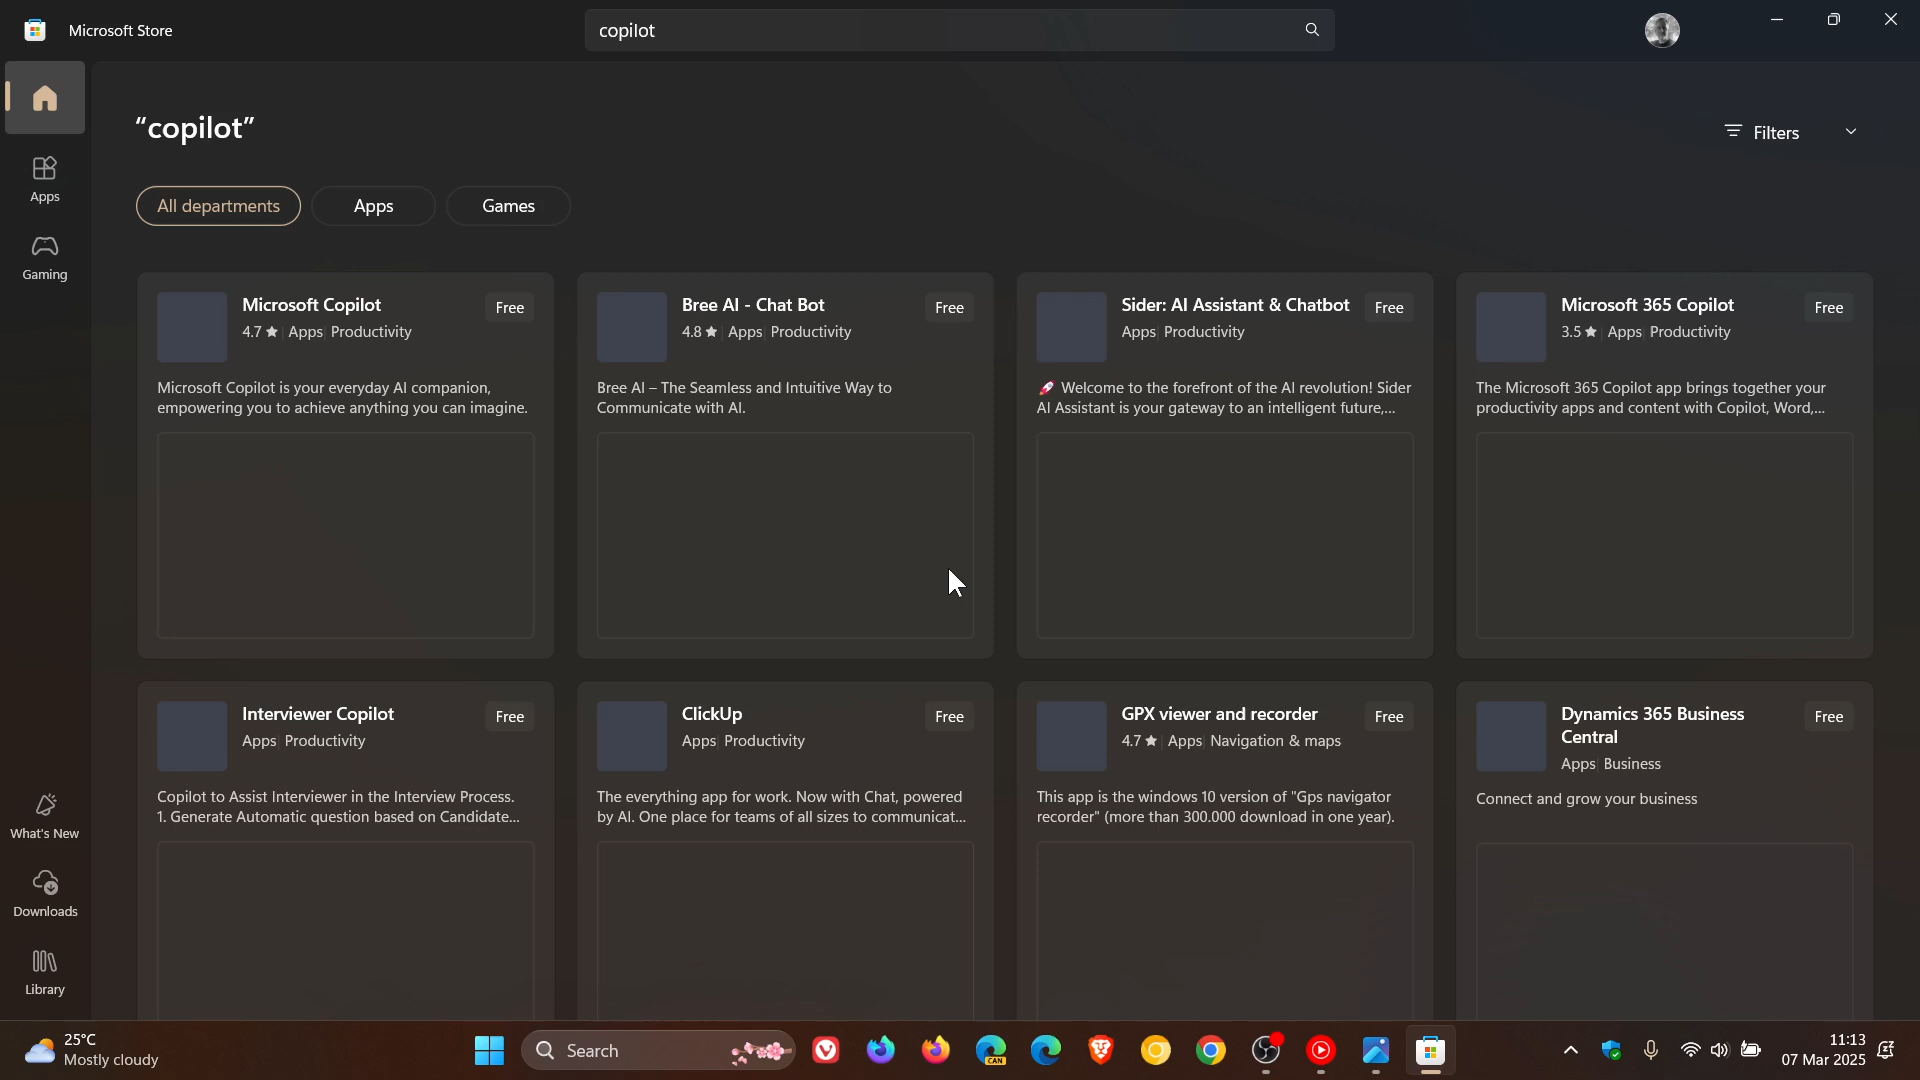 Microsoft Store
copilot
“copilot”
Filters
All departments
Apps
Games
Apps
Gaming
What's New
Downloads
Library
Microsoft Copilot
Free
4.7 ★ Apps Productivity
Microsoft Copilot is your everyday AI companion,
empowering you to achieve anything you can imagine.
Bree AI - Chat Bot
Free
4.8 ★ Apps Productivity
Bree AI – The Seamless and Intuitive Way to
Communicate with AI.
Sider: AI Assistant & Chatbot
Free
Apps Productivity
🚀 Welcome to the forefront of the AI revolution! Sider
AI Assistant is your gateway to an intelligent future,...
Microsoft 365 Copilot
Free
3.5 ★ Apps Productivity
The Microsoft 365 Copilot app brings together your
productivity apps and content with Copilot, Word,...
Interviewer Copilot
Free
Apps Productivity
Copilot to Assist Interviewer in the Interview Process.
1. Generate Automatic question based on Candidate...
ClickUp
Free
Apps Productivity
The everything app for work. Now with Chat, powered
by AI. One place for teams of all sizes to communicat...
GPX viewer and recorder
Free
4.7 ★ Apps Navigation & maps
This app is the windows 10 version of "Gps navigator
recorder" (more than 300.000 download in one year).
Dynamics 365 Business
Central
Free
Apps Business
Connect and grow your business
25°C
Mostly cloudy
Search
CAN
11:13
07 Mar 2025